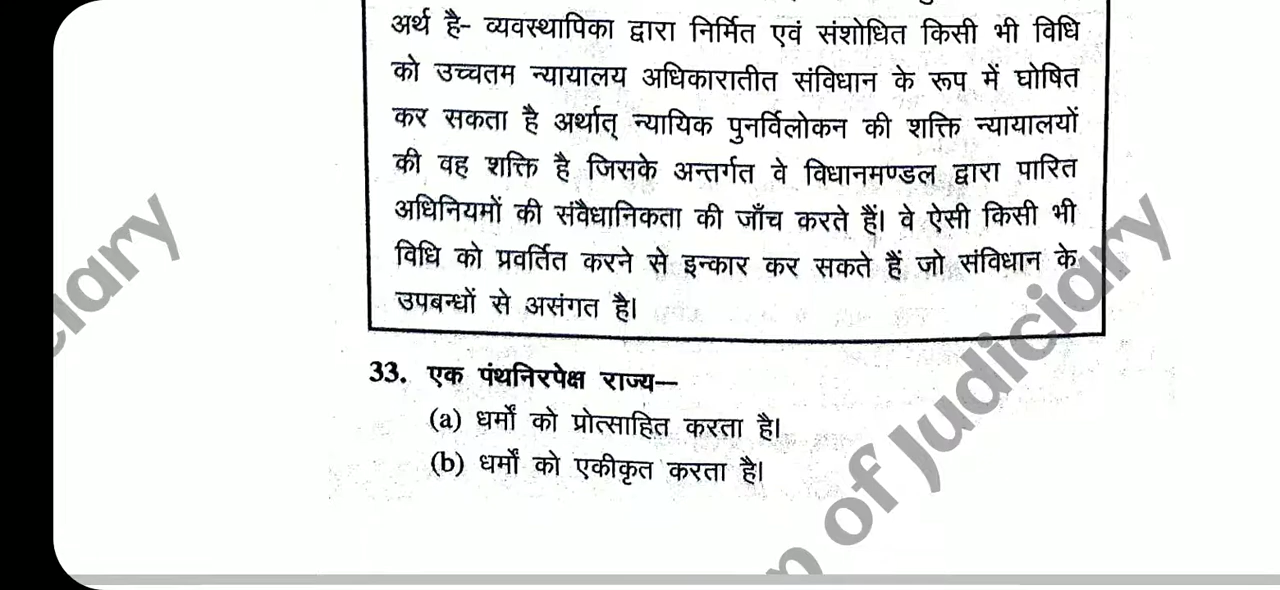 अर्थ है- व्यवस्थापिका द्वारा निर्मित एवं संशोधित किसी भी विधि
को उच्चतम न्यायालय अधिकारातीत संविधान के रूप में घोषित
कर सकता है अर्थात् न्यायिक पुनर्विलोकन की शक्ति न्यायालयों
की वह शक्ति है जिसके अन्तर्गत वे विधानमण्डल द्वारा पारित
अधिनियमों की संवैधानिकता की जाँच करते हैं। वे ऐसी किसी भी
विधि को प्रवर्तित करने से इन्कार कर सकते हैं जो संविधान के
उपबन्धों से असंगत है।
33. एक पंथनिरपेक्ष राज्य—
(a) धर्मों को प्रोत्साहित करता है।
(b) धर्मों को एकीकृत करता है।
ciary
n of Judiciary